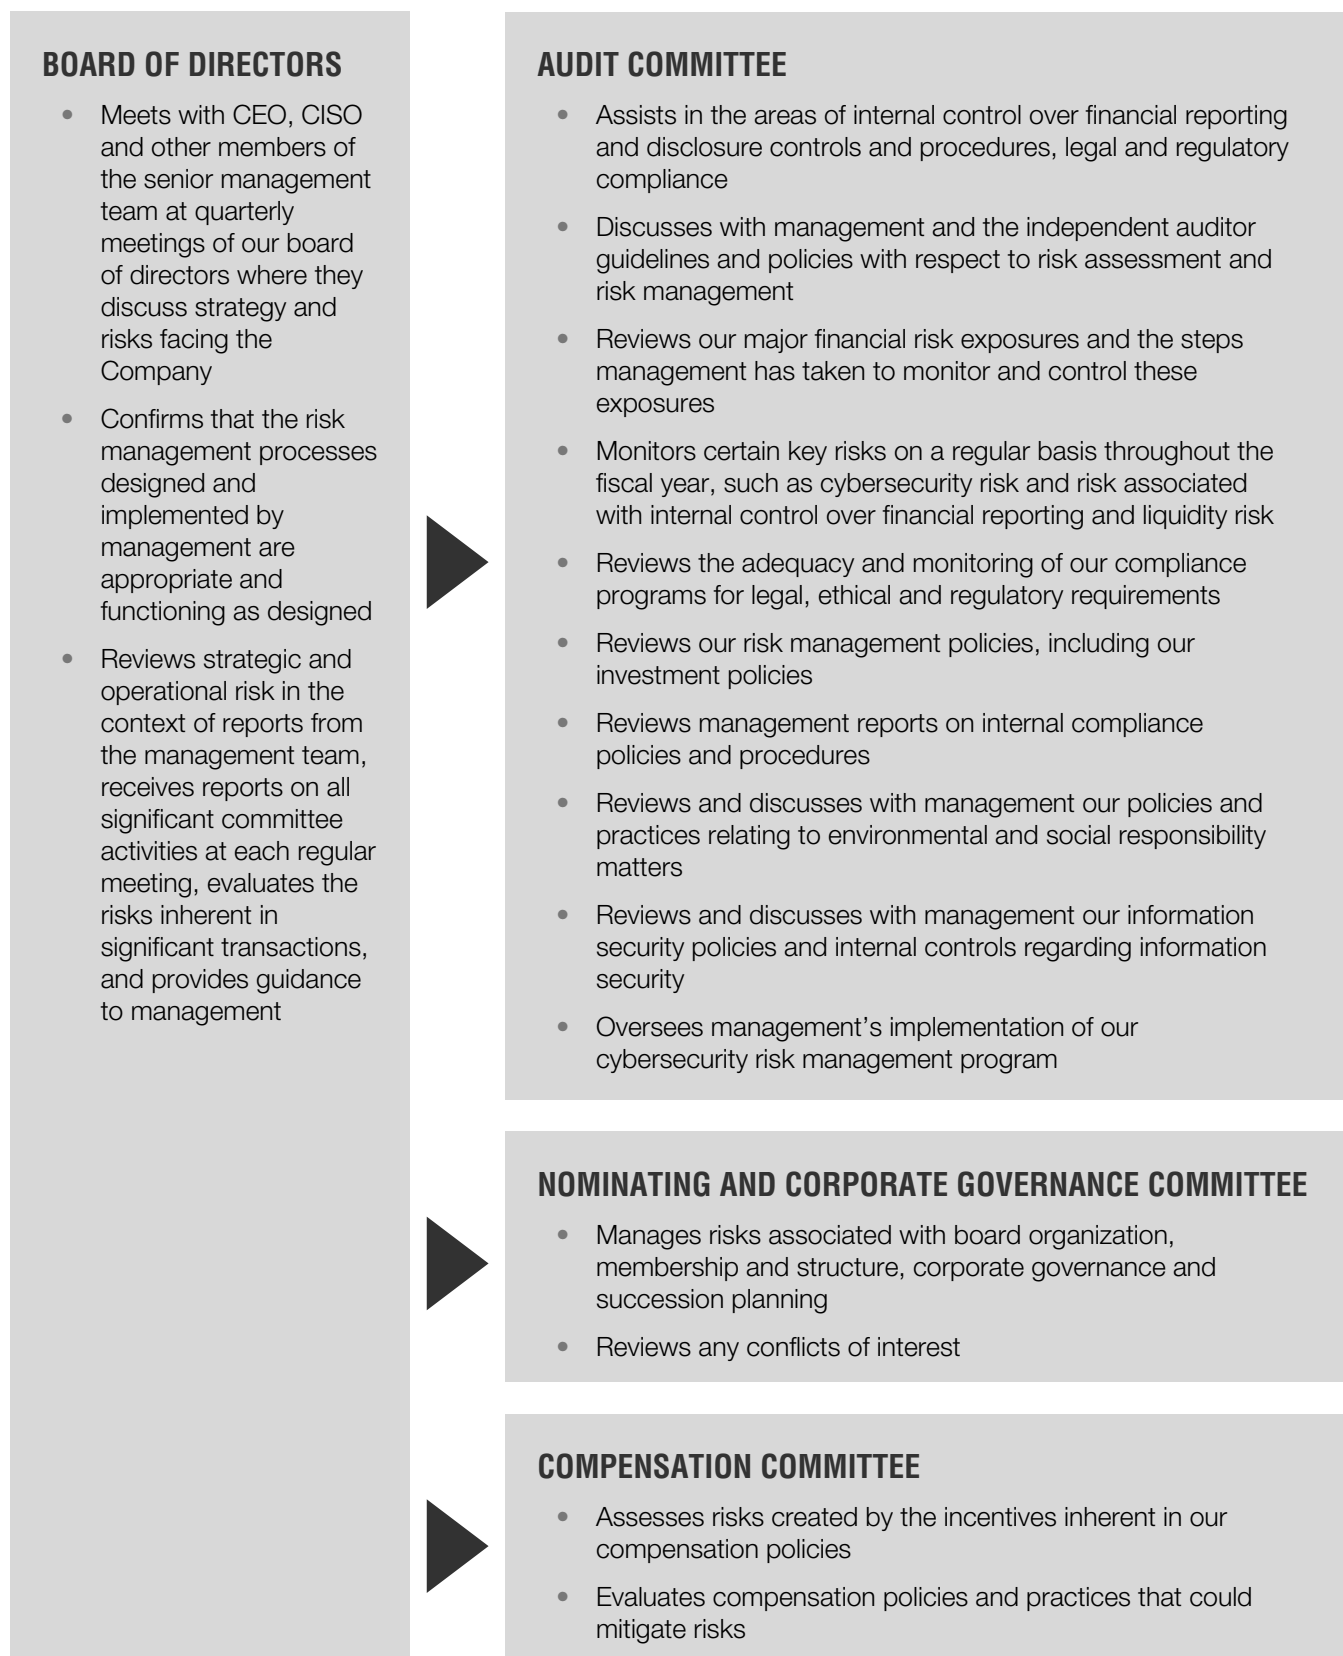 BOARD OF DIRECTORS
• Meets with CEO, CISO
and other members of
the senior management
team at quarterly
meetings of our board
of directors where they
discuss strategy and
risks facing the
Company
• Confirms that the risk
management processes
designed and
implemented by
management are
appropriate and
functioning as designed
• Reviews strategic and
operational risk in the
context of reports from
the management team,
receives reports on all
significant committee
activities at each regular
meeting, evaluates the
risks inherent in
significant transactions,
and provides guidance
to management
AUDIT COMMITTEE
• Assists in the areas of internal control over financial reporting
and disclosure controls and procedures, legal and regulatory
compliance
• Discusses with management and the independent auditor
guidelines and policies with respect to risk assessment and
risk management
• Reviews our major financial risk exposures and the steps
management has taken to monitor and control these
exposures
• Monitors certain key risks on a regular basis throughout the
fiscal year, such as cybersecurity risk and risk associated
with internal control over financial reporting and liquidity risk
• Reviews the adequacy and monitoring of our compliance
programs for legal, ethical and regulatory requirements
• Reviews our risk management policies, including our
investment policies
• Reviews management reports on internal compliance
policies and procedures
• Reviews and discusses with management our policies and
practices relating to environmental and social responsibility
matters
• Reviews and discusses with management our information
security policies and internal controls regarding information
security
• Oversees management’s implementation of our
cybersecurity risk management program
NOMINATING AND CORPORATE GOVERNANCE COMMITTEE
• Manages risks associated with board organization,
membership and structure, corporate governance and
succession planning
• Reviews any conflicts of interest
COMPENSATION COMMITTEE
• Assesses risks created by the incentives inherent in our
compensation policies
• Evaluates compensation policies and practices that could
mitigate risks